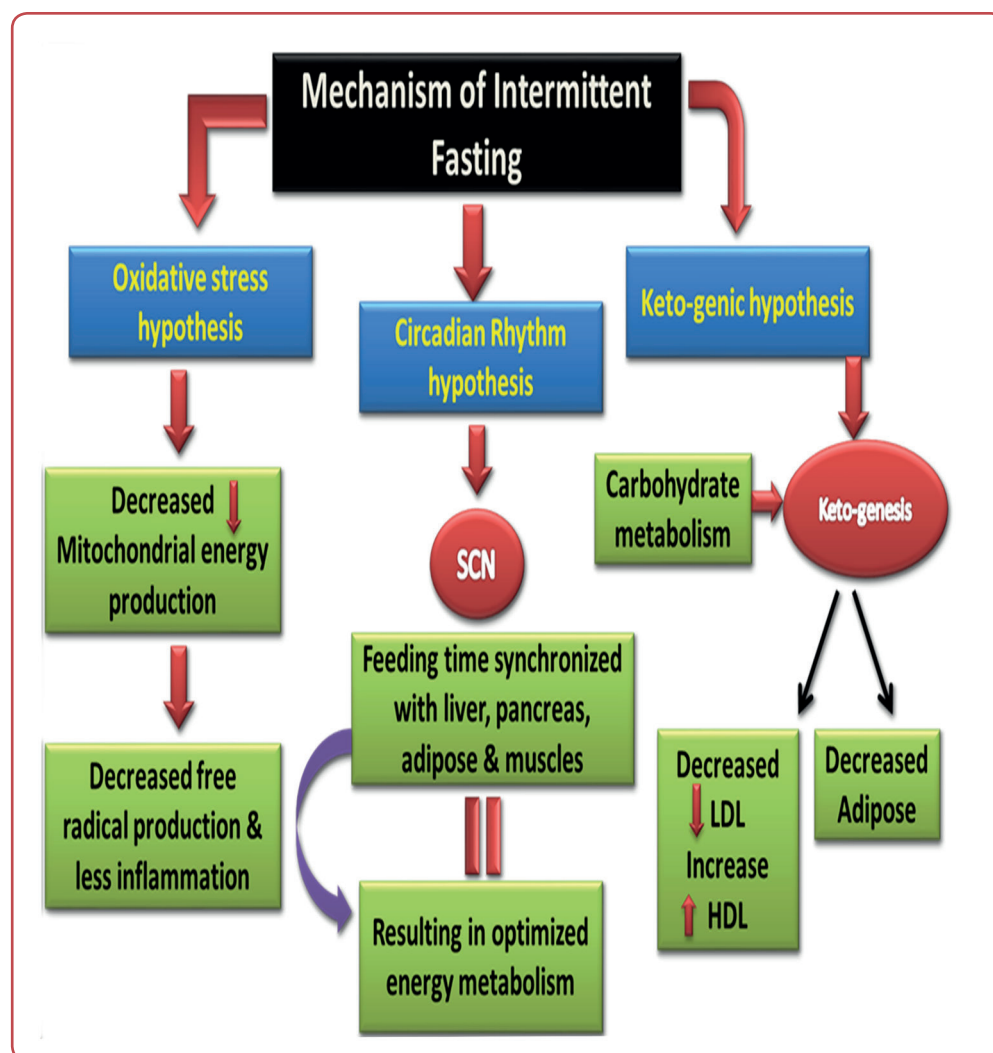 Mechanism of Intermittent
Fasting
Oxidative stress
hypothesis
Decreased
Mitochondrial energy
production
Decreased free
radical production &
less inflammation
Circadian Rhythm
hypothesis
SCN
Feeding time synchronized
with liver, pancreas,
adipose & muscles
Resulting in optimized
energy metabolism
Keto-genic hypothesis
Carbohydrate
metabolism
Keto-genesis
Decreased
LDL
Increase
HDL
Decreased
Adipose